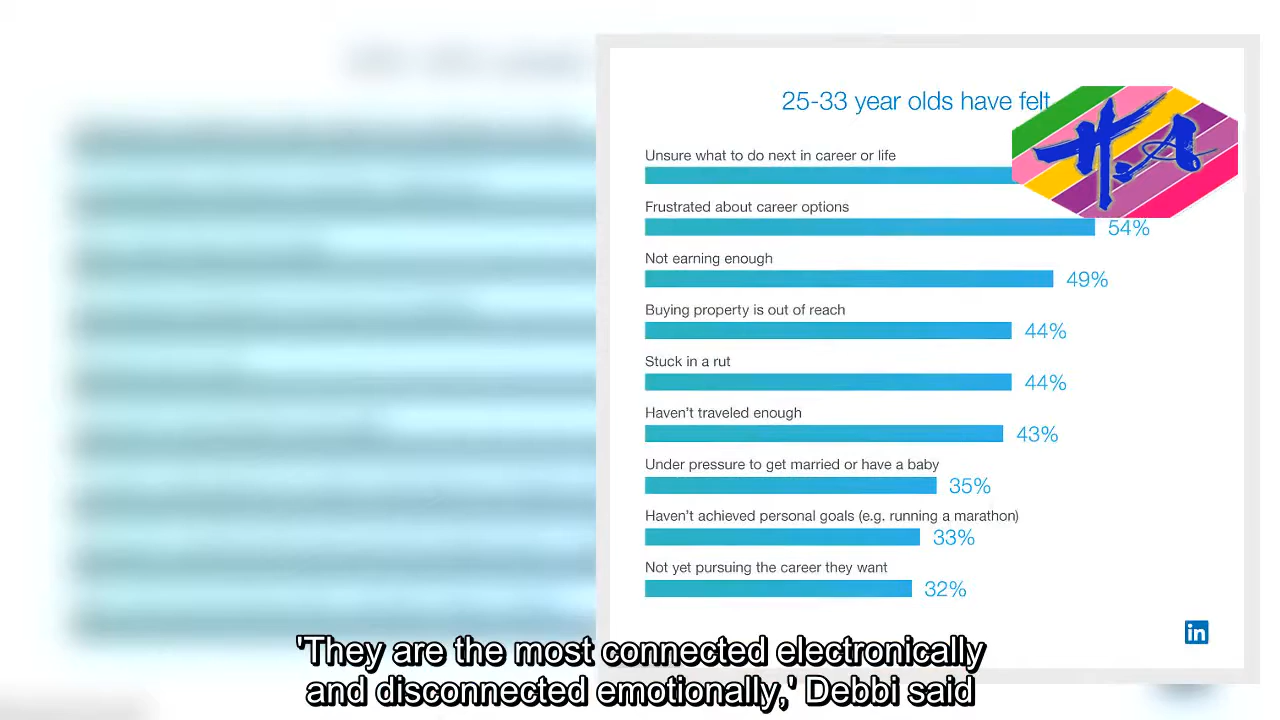 25-33 year olds have felt
Unsure what to do next in career or life
Frustrated about career options
54%
Not earning enough
49%
Buying property is out of reach
44%
Stuck in a rut
44%
Haven't traveled enough
43%
Under pressure to get married or have a baby
35%
Haven't achieved personal goals (e.g. running a marathon)
33%
Not yet pursuing the career they want
32%
in
'They are the most connected electronically
and disconnected emotionally,' Debbi said